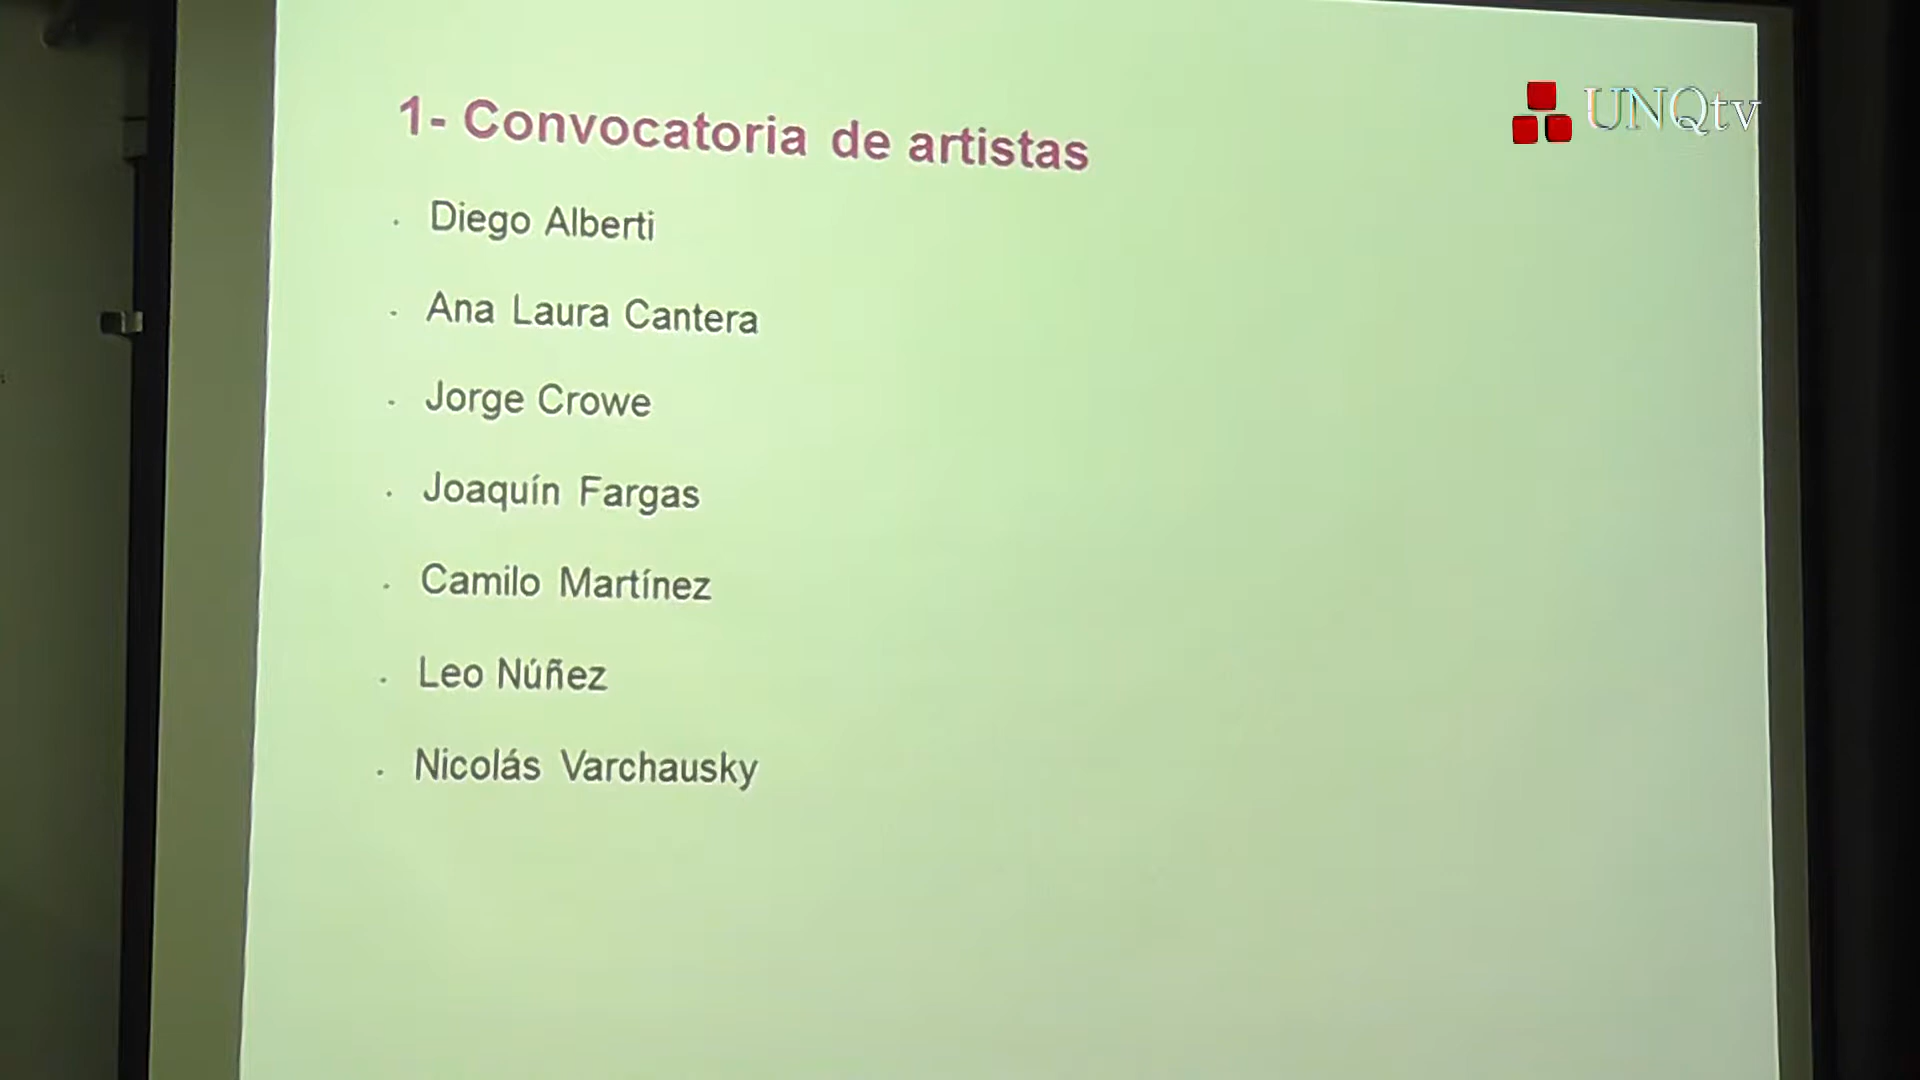 1- Convocatoria de artistas
UNQtv
· Diego Alberti
· Ana Laura Cantera
· Jorge Crowe
· Joaquín Fargas
· Camilo Martínez
· Leo Núñez
· Nicolás Varchausky